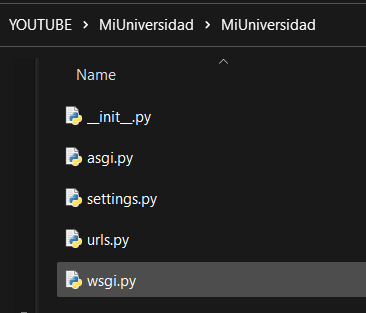 YOUTUBE > MiUniversidad > MiUniversidad
Name
__init__.py
asgi.py
settings.py
urls.py
wsgi.py